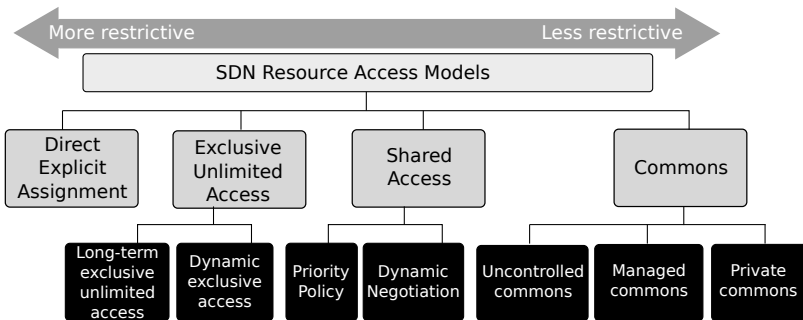 More restrictive
Less restrictive
SDN Resource Access Models
Direct
Explicit
Assignment
Exclusive
Unlimited
Access
Shared
Access
Commons
Long-term
exclusive
unlimited
access
Dynamic
exclusive
access
Priority
Policy
Dynamic
Negotiation
Uncontrolled
commons
Managed
commons
Private
commons